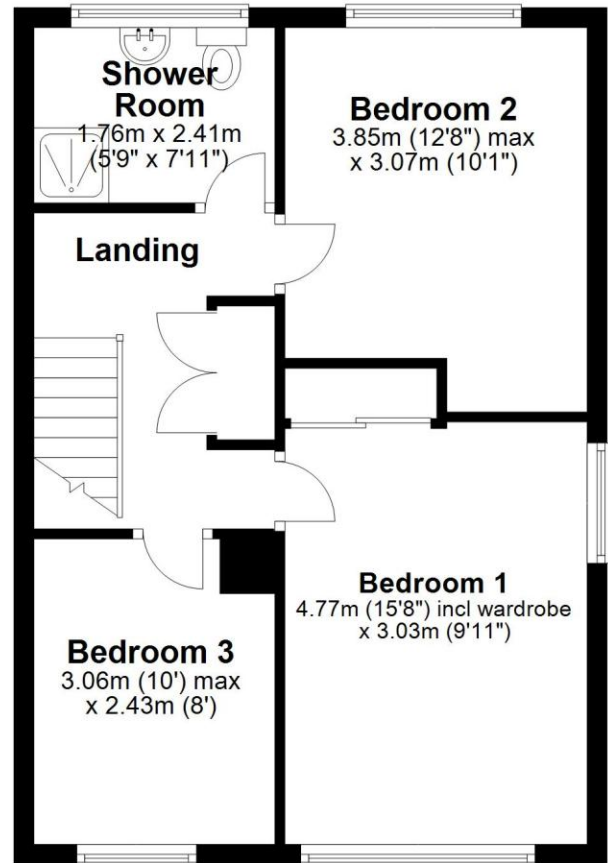 Shower
Room
1.76m x 2.41m
(5'9" x 7'11")
Bedroom 2
3.85m (12'8") max
x 3.07m (10'1")
Landing
Bedroom 1
4.77m (15'8") incl wardrobe
x 3.03m (9'11")
Bedroom 3
3.06m (10') max
x 2.43m (8')